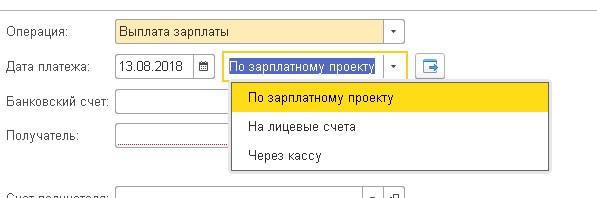 Операция: Выплата зарплаты
Дата платежа: 13.08.2018 По зарплатному проекту
Банковский счет: По зарплатному проекту
На лицевые счета
Получатель:
Через кассу